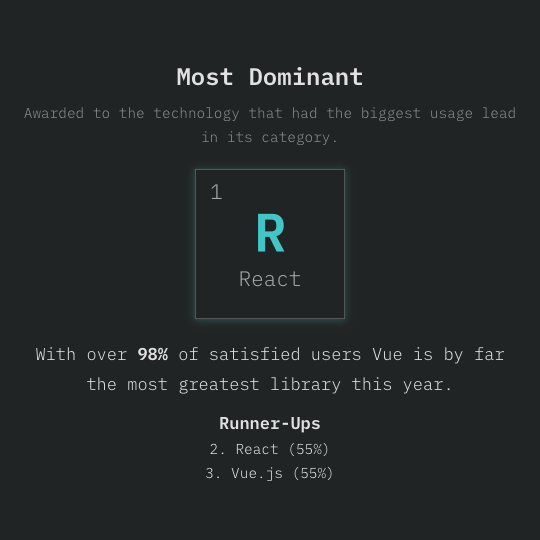 Most Dominant
Awarded to the technology that had the biggest usage lead
in its category.
1
R
React
With over 98% of satisfied users Vue is by far
the most greatest library this year.
Runner-Ups
2. React (55%)
3. Vue.js (55%)